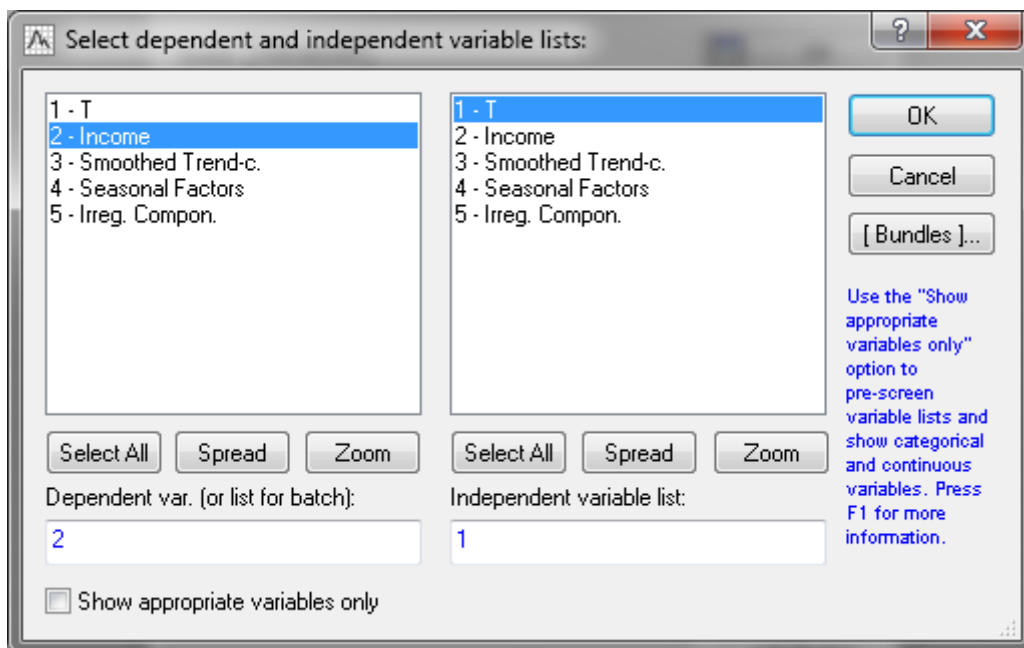 Select dependent and independent variable lists:
1 - T
2 - Income
3 - Smoothed Trend-c.
4 - Seasonal Factors
5 - Irreg. Compon.
1 - T
2 - Income
3 - Smoothed Trend-c.
4 - Seasonal Factors
5 - Irreg. Compon.
OK
Cancel
[ Bundles ]...
Use the "Show
appropriate
variables only"
option to
pre-screen
variable lists and
show categorical
and continuous
variables. Press
F1 for more
information.
Select All Spread Zoom
Select All Spread Zoom
Dependent var. (or list for batch):
2
Independent variable list:
1
Show appropriate variables only